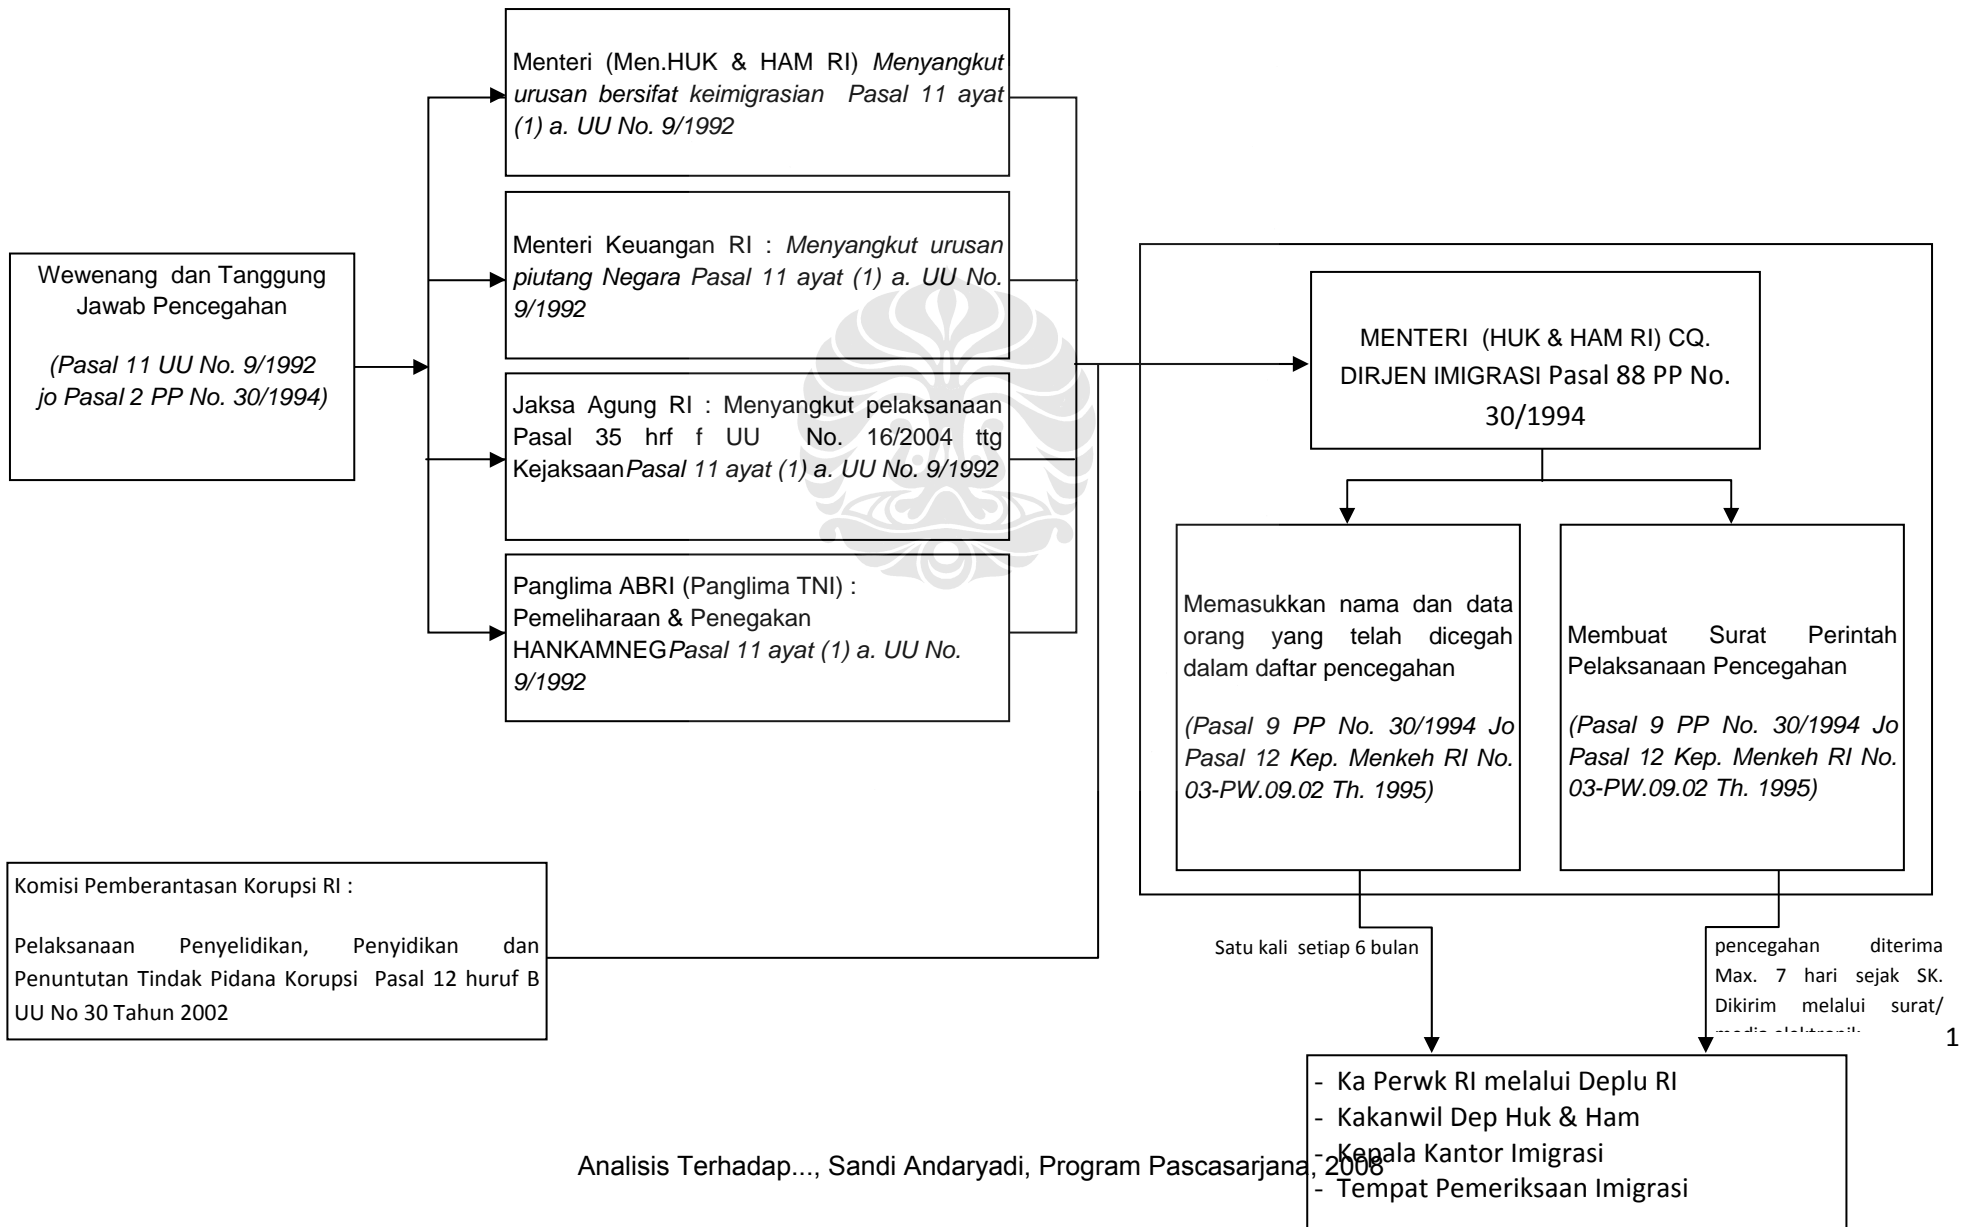 Wewenang dan Tanggung
Jawab Pencegahan
(Pasal 11 UU No. 9/1992
jo Pasal 2 PP No. 30/1994)
Menteri (Men.HUK & HAM RI) Menyangkut
urusan bersifat keimigrasian Pasal 11 ayat
(1) a. UU No. 9/1992
Menteri Keuangan RI : Menyangkut urusan
piutang Negara Pasal 11 ayat (1) a. UU No.
9/1992
Jaksa Agung RI : Menyangkut pelaksanaan
Pasal 35 hrf f UU No. 16/2004 ttg
KejaksaanPasal 11 ayat (1) a. UU No. 9/1992
Panglima ABRI (Panglima TNI) :
Pemeliharaan & Penegakan
HANKAMNEGPasal 11 ayat (1) a. UU No.
9/1992
Komisi Pemberantasan Korupsi RI :
Pelaksanaan Penyelidikan, Penyidikan dan
Penuntutan Tindak Pidana Korupsi Pasal 12 huruf B
UU No 30 Tahun 2002
MENTERI (HUK & HAM RI) CQ.
DIRJEN IMIGRASI Pasal 88 PP No.
30/1994
Memasukkan nama dan data
orang yang telah dicegah
dalam daftar pencegahan
(Pasal 9 PP No. 30/1994 Jo
Pasal 12 Kep. Menkeh RI No.
03-PW.09.02 Th. 1995)
Membuat Surat Perintah
Pelaksanaan Pencegahan
(Pasal 9 PP No. 30/1994 Jo
Pasal 12 Kep. Menkeh RI No.
03-PW.09.02 Th. 1995)
Satu kali setiap 6 bulan
pencegahan diterima
Max. 7 hari sejak SK.
Dikirim melalui surat/
media elektronik
1
- Ka Perwk RI melalui Deplu RI
- Kakanwil Dep Huk & Ham
- Kepala Kantor Imigrasi
- Tempat Pemeriksaan Imigrasi
Analisis Terhadap..., Sandi Andaryadi, Program Pascasarjana, 2008